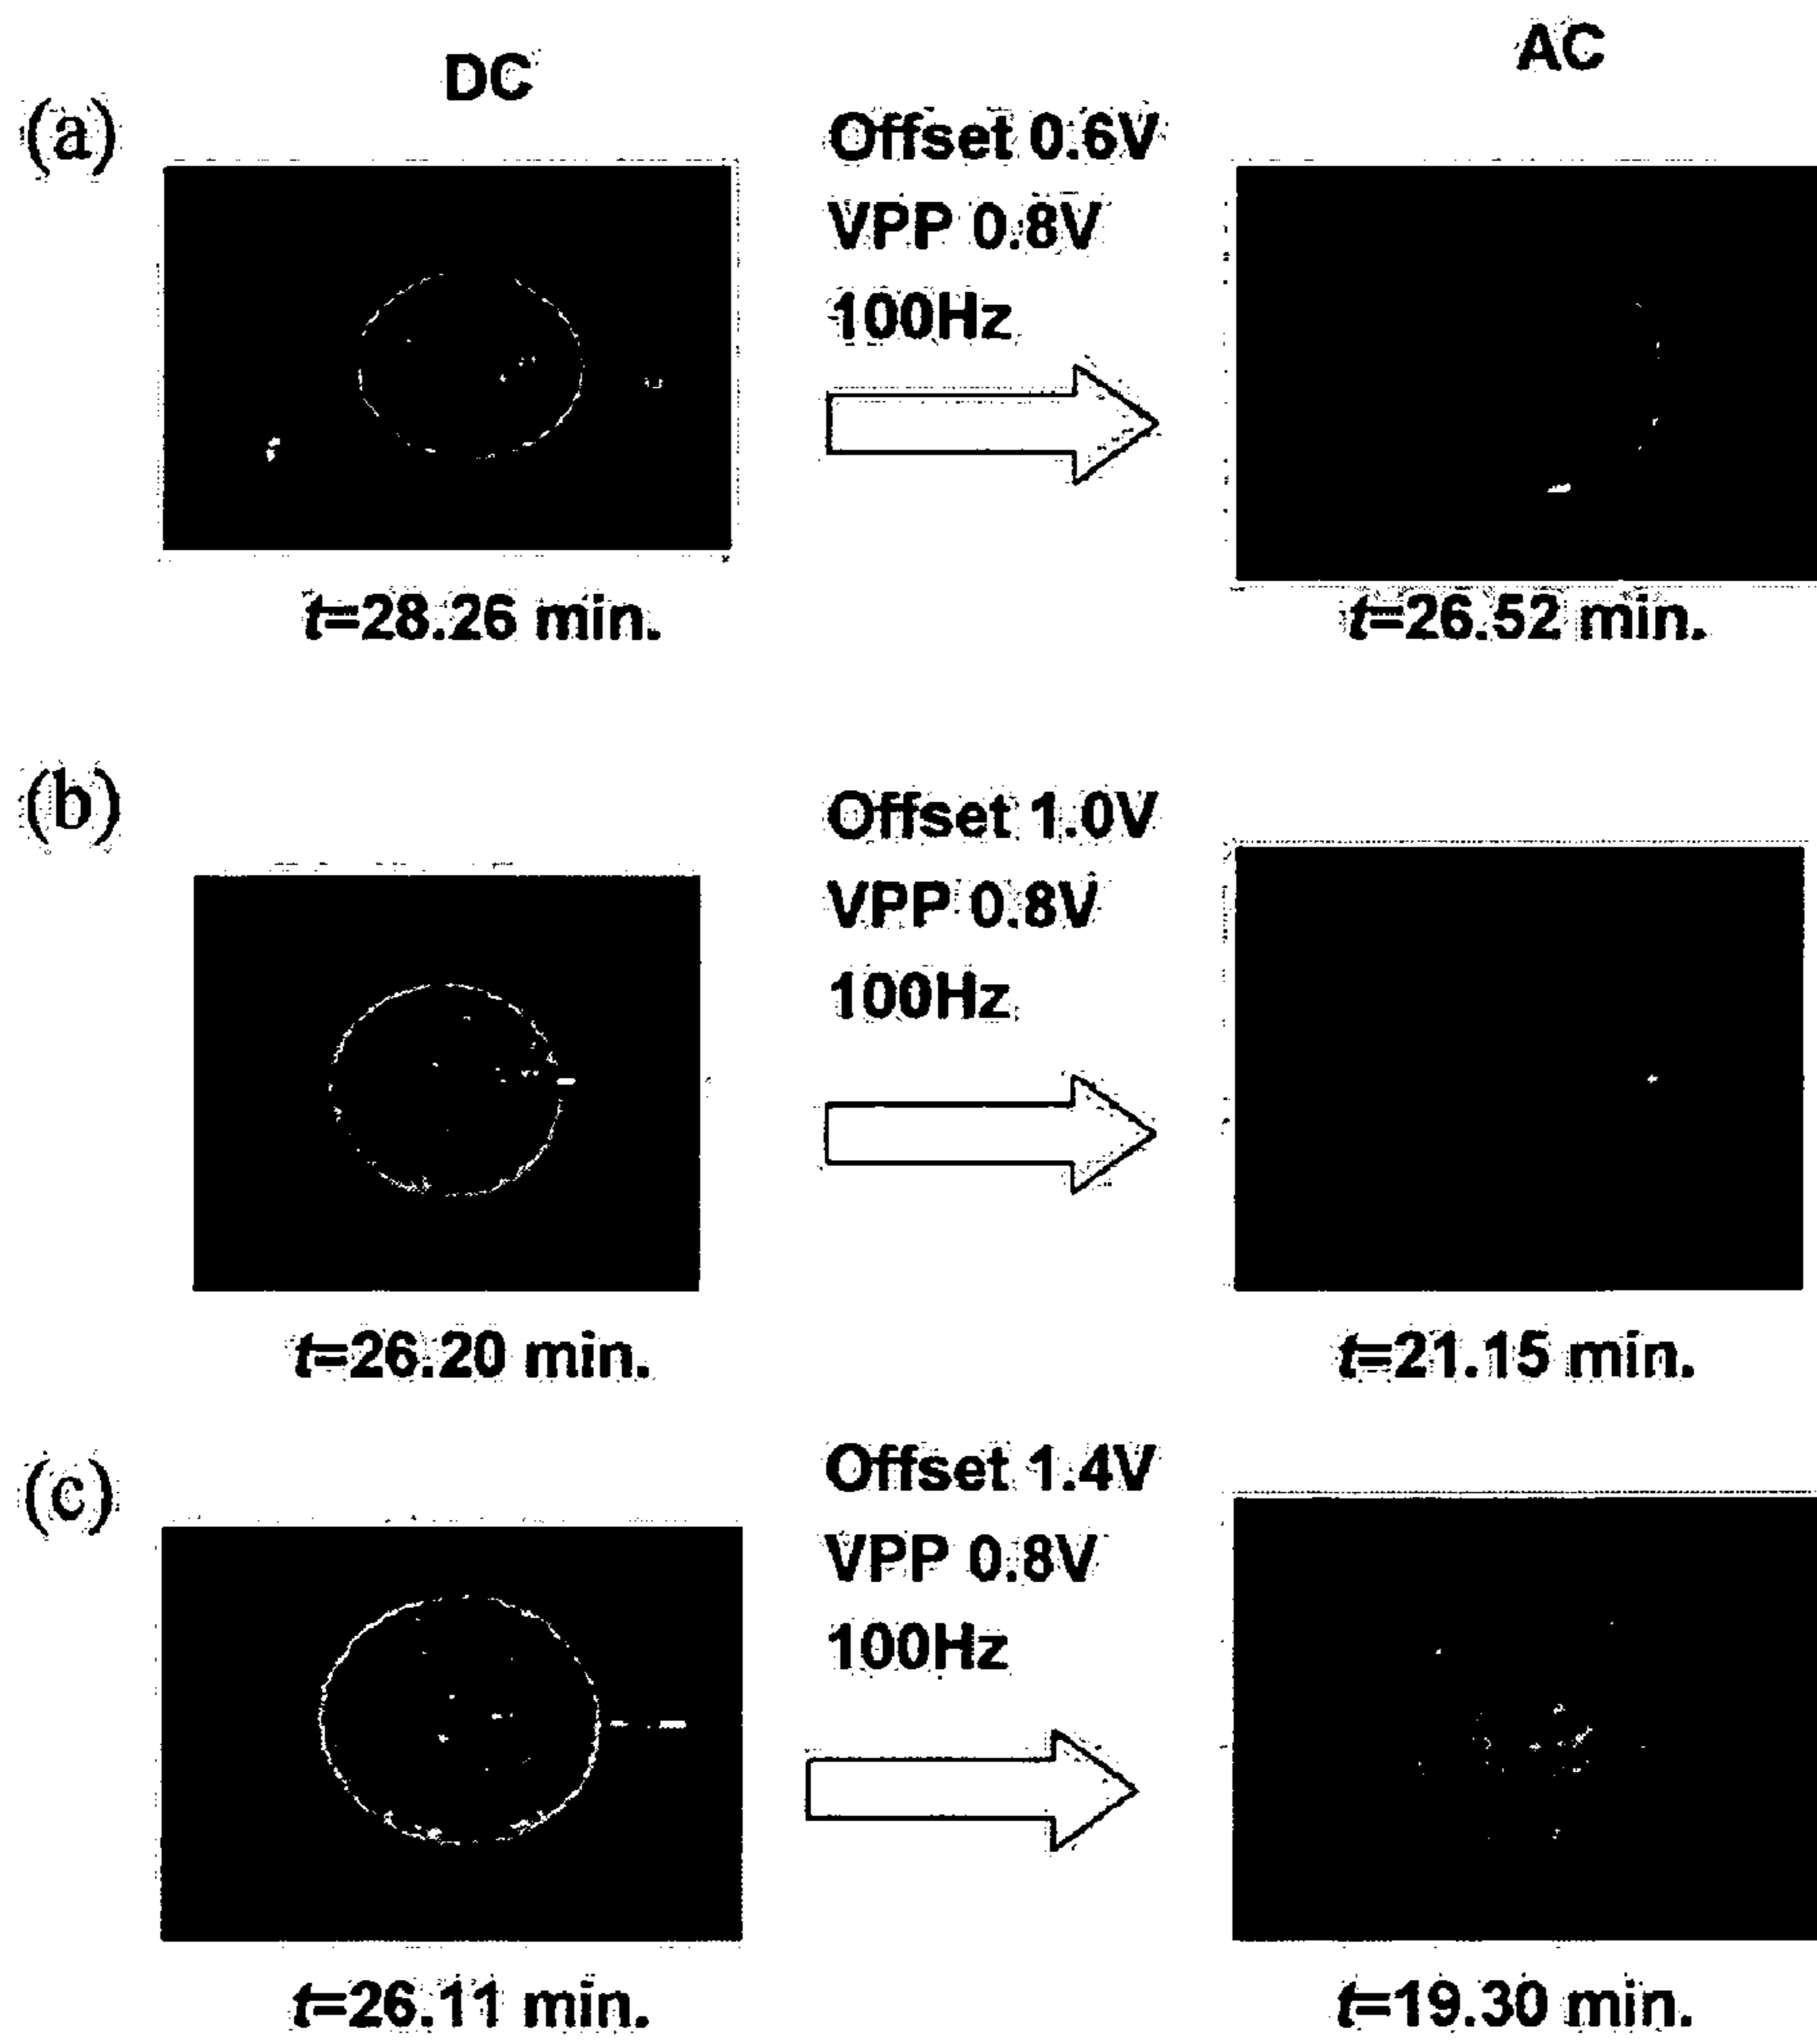 DC
AC
(a)
Offset 0.6V
VPP 0.8V
100Hz
t=28.26 min.
t=26.52 min.
(b)
Offset 1.0V
VPP 0.8V
100Hz
t=26.20 min.
t=21.15 min.
(c)
Offset 1.4V
VPP 0.8V
100Hz
t=26.11 min.
t=19.30 min.